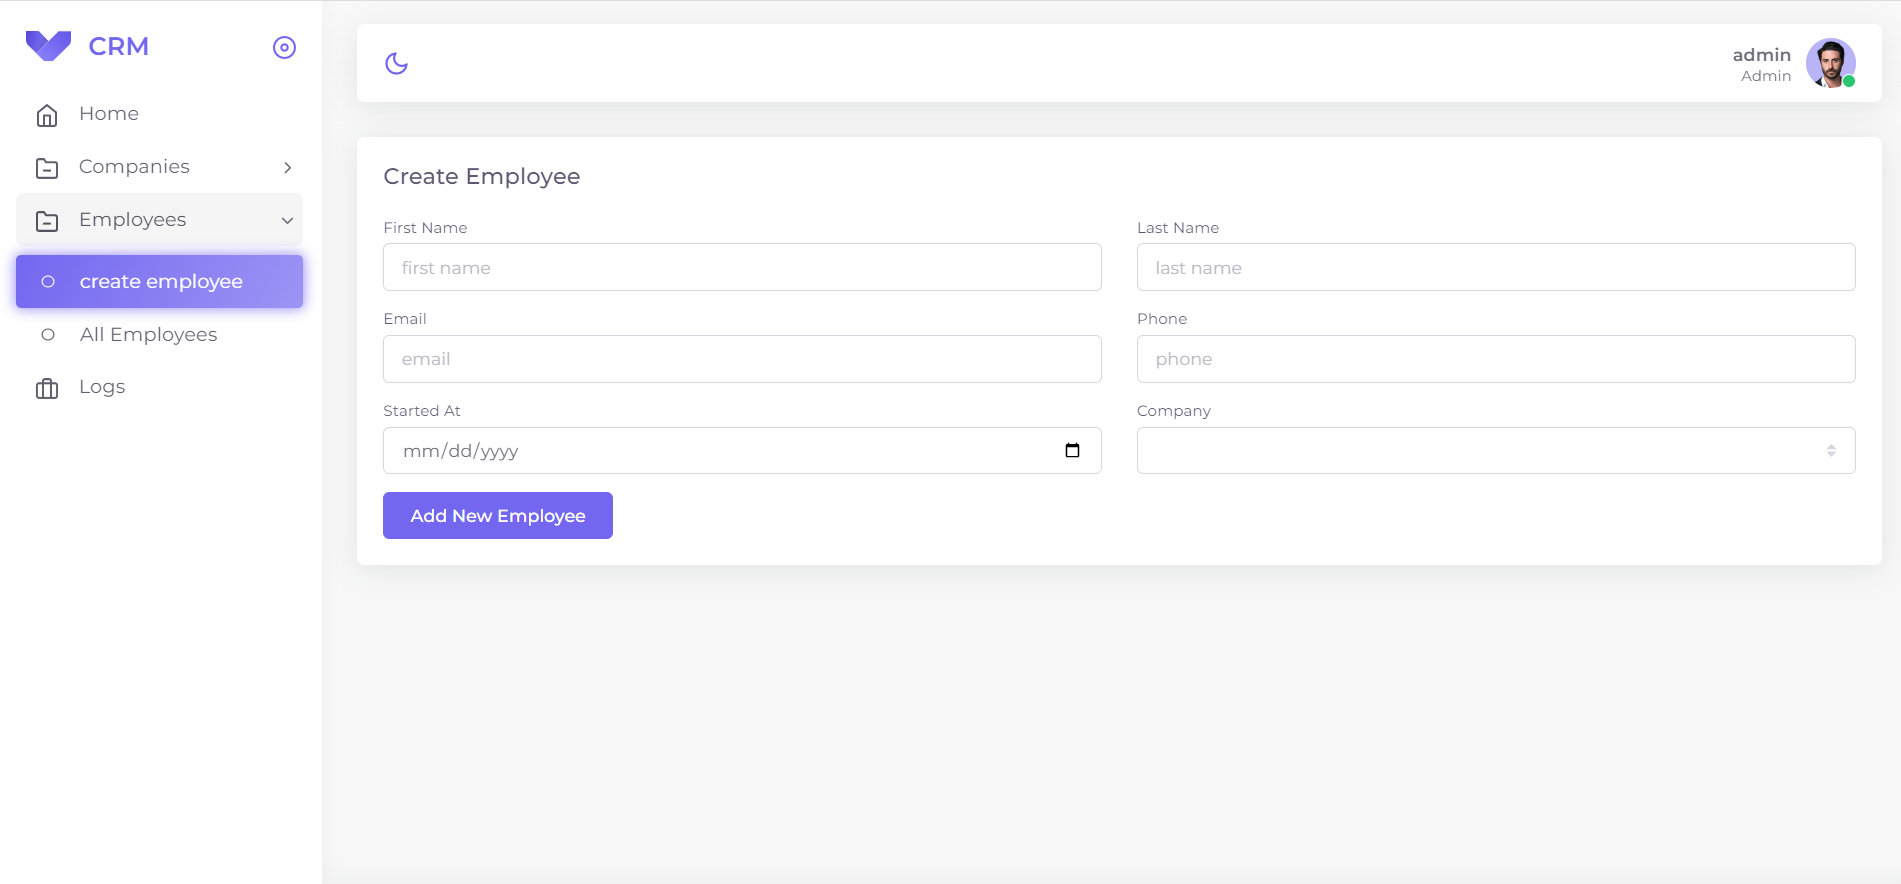 CRM
Home
Companies
Employees
create employee
All Employees
Logs
admin
Admin
Create Employee
First Name
first name
Last Name
last name
Email
email
Phone
phone
Started At
mm/dd/yyyy
Company
Add New Employee